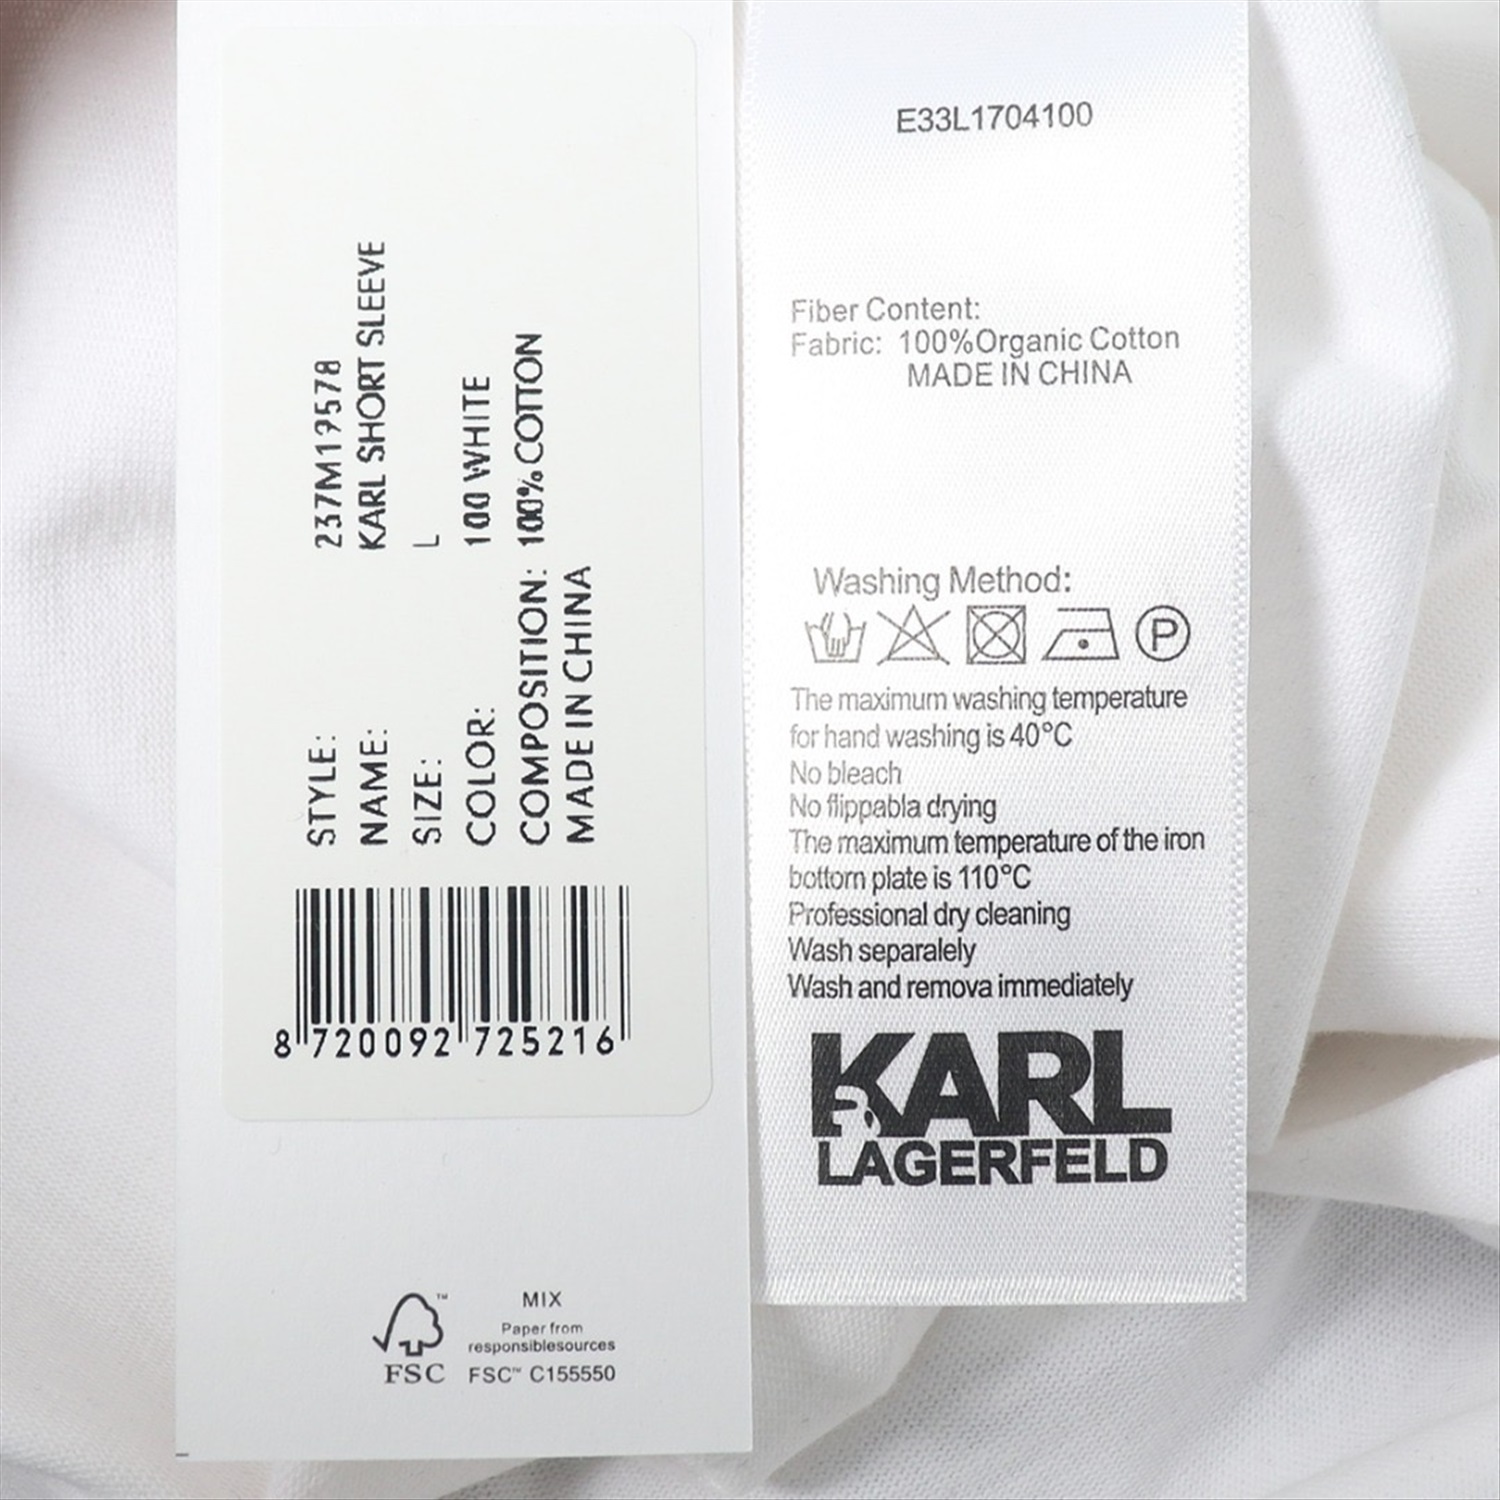 STYLE: 237M19578
NAME: KARL SHORT SLEEVE
SIZE: L
COLOR: 100 WHITE
COMPOSITION: 100% COTTON
MADE IN CHINA
8 720092 725216
FSC
MIX
Paper from
responsiblesources
FSC™ C155550
E33L1704100
Fiber Content:
Fabric: 100%Organic Cotton
MADE IN CHINA
Washing Method:
P
The maximum washing temperature
for hand washing is 40°C
No bleach
No flippabla drying
The maximum temperature of the iron
bottom plate is 110°C
Professional dry cleaning
Wash separalely
Wash and remova immediately
KARL
LAGERFELD